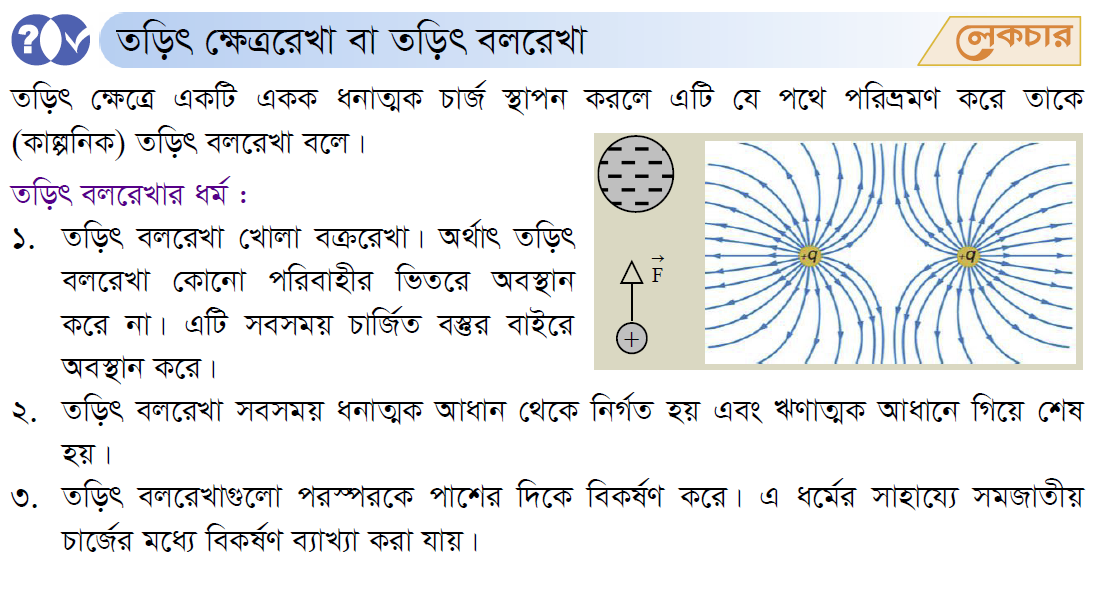 তড়িৎ ক্ষেত্ররেখা বা তড়িৎ বলরেখা
লেকচার
তড়িৎ ক্ষেত্রে একটি একক ধনাত্মক চার্জ স্থাপন করলে এটি যে পথে পরিভ্রমণ করে তাকে
(কাল্পনিক) তড়িৎ বলরেখা বলে।
তড়িৎ বলরেখার ধর্ম :
১. তড়িৎ বলরেখা খোলা বক্ররেখা। অর্থাৎ তড়িৎ
বলরেখা কোনো পরিবাহীর ভিতরে অবস্থান
করে না। এটি সবসময় চার্জিত বস্তুর বাইরে
অবস্থান করে।
F
+
+q
+q
২. তড়িৎ বলরেখা সবসময় ধনাত্মক আধান থেকে নির্গত হয় এবং ঋণাত্মক আধানে গিয়ে শেষ
হয়।
৩. তড়িৎ বলরেখাগুলো পরস্পরকে পাশের দিকে বিকর্ষণ করে। এ ধর্মের সাহায্যে সমজাতীয়
চার্জের মধ্যে বিকর্ষণ ব্যাখ্যা করা যায়।